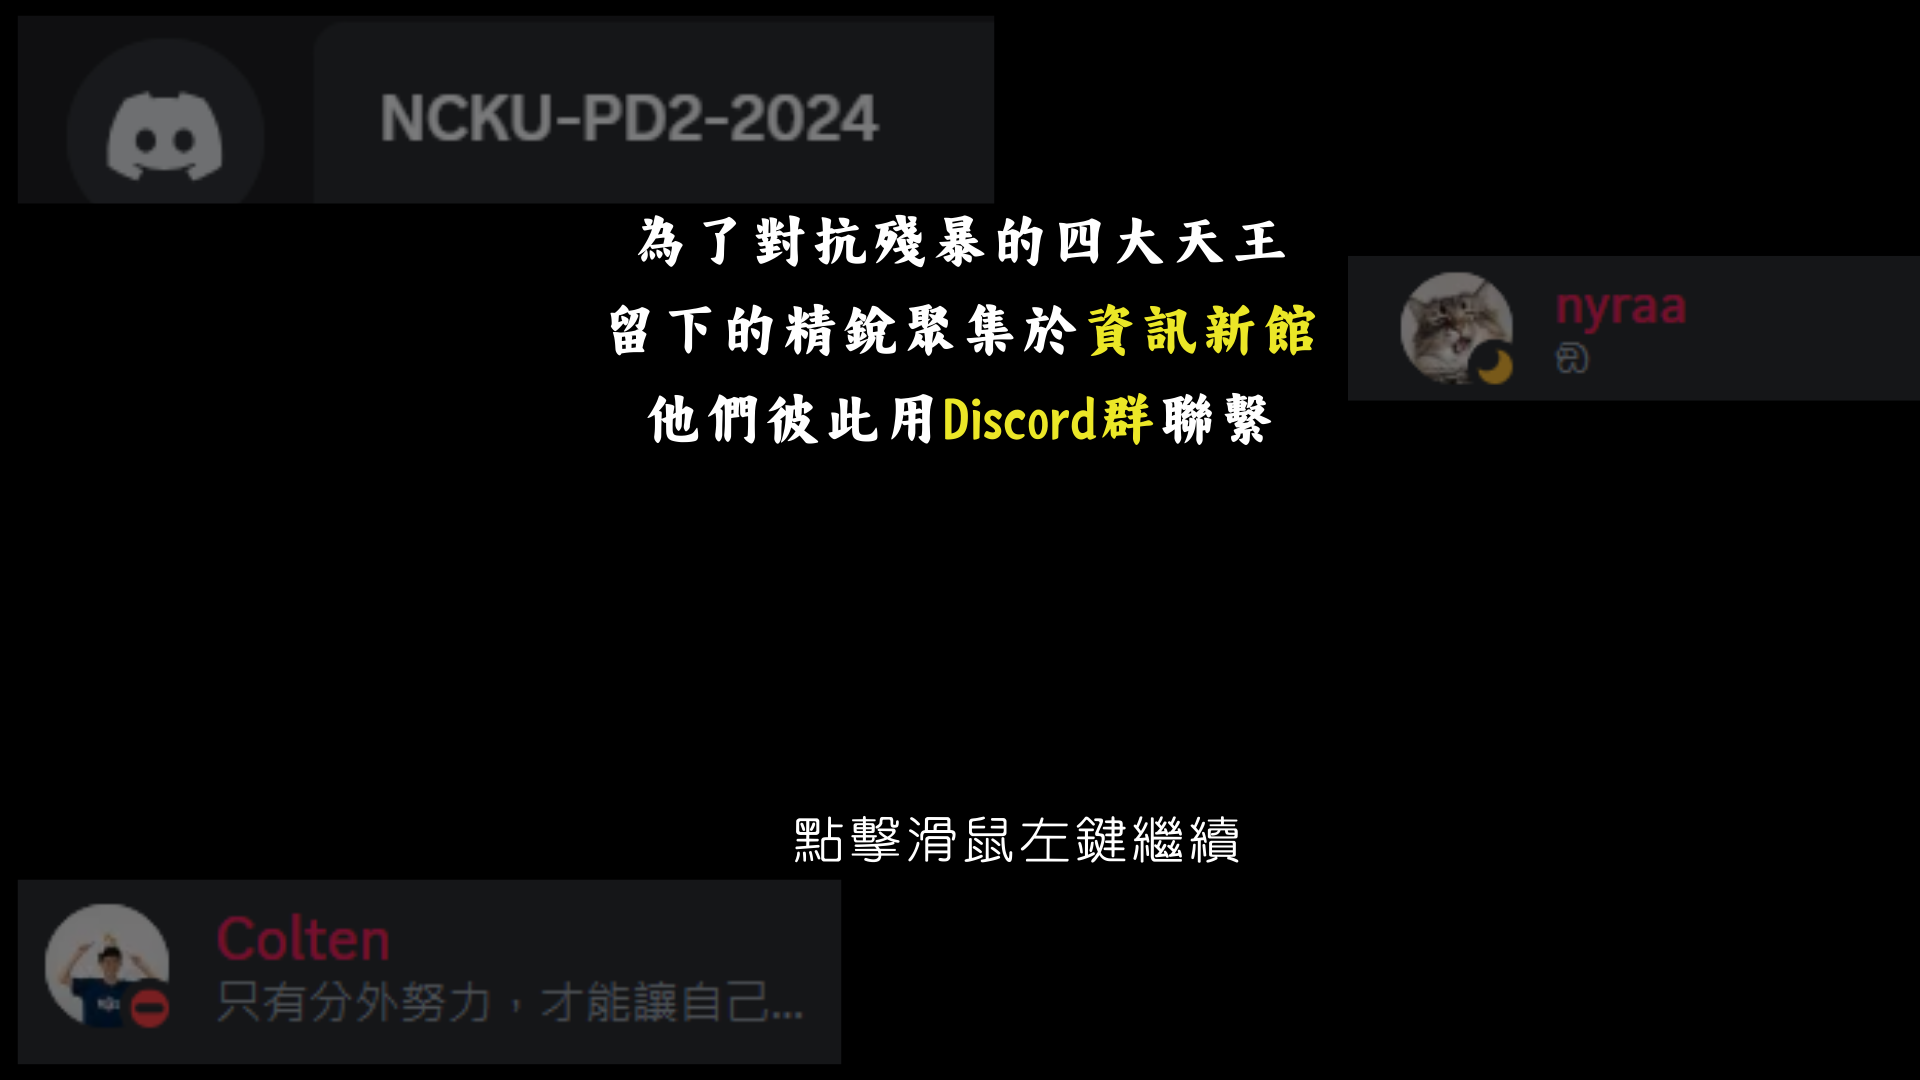 NCKU-PD2-2024
為了對抗殘暴的四大天王
留下的精銳聚集於資訊新館
他們彼此用Discord群聯繫
nyraa
點擊滑鼠左鍵繼續
Colten
只有分外努力，才能讓自己...